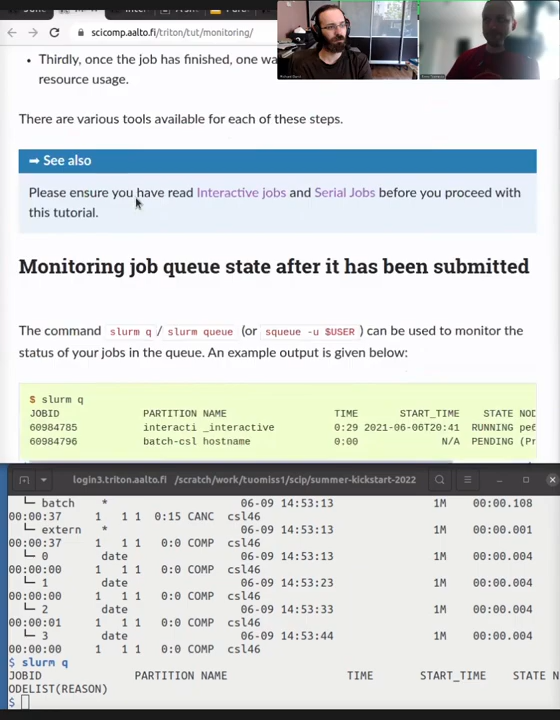 scicomp.aalto.fi/triton/tut/monitoring/
• Thirdly, once the job has finished, one wa
resource usage.
There are various tools available for each of these steps.
➡ See also
Please ensure you have read Interactive jobs and Serial Jobs before you proceed with
this tutorial.
Monitoring job queue state after it has been submitted
The command slurm q / slurm queue (or squeue -u $USER ) can be used to monitor the
status of your jobs in the queue. An example output is given below:
$ slurm q
JOBID PARTITION NAME TIME START_TIME STATE NOD
60984785 interacti _interactive 0:29 2021-06-06T20:41 RUNNING pe6
60984796 batch-csl hostname 0:00 N/A PENDING (Pr
login3.triton.aalto.fi /scratch/work/tuomiss1/scip/summer-kickstart-2022
└─ batch * 06-09 14:53:13 1M 00:00.108
00:00:37 1 1 1 0:15 CANC csl46
└─ extern * 06-09 14:53:13 1M 00:00.001
00:00:37 1 1 1 0:0 COMP csl46
└─ 0 date 06-09 14:53:13 1M 00:00.004
00:00:00 1 1 1 0:0 COMP csl46
└─ 1 date 06-09 14:53:23 1M 00:00.004
00:00:00 1 1 1 0:0 COMP csl46
└─ 2 date 06-09 14:53:33 1M 00:00.004
00:00:01 1 1 1 0:0 COMP csl46
└─ 3 date 06-09 14:53:44 1M 00:00.004
00:00:00 1 1 1 0:0 COMP csl46
$ slurm q
JOBID PARTITION NAME TIME START_TIME STATE N
ODELIST(REASON)
$